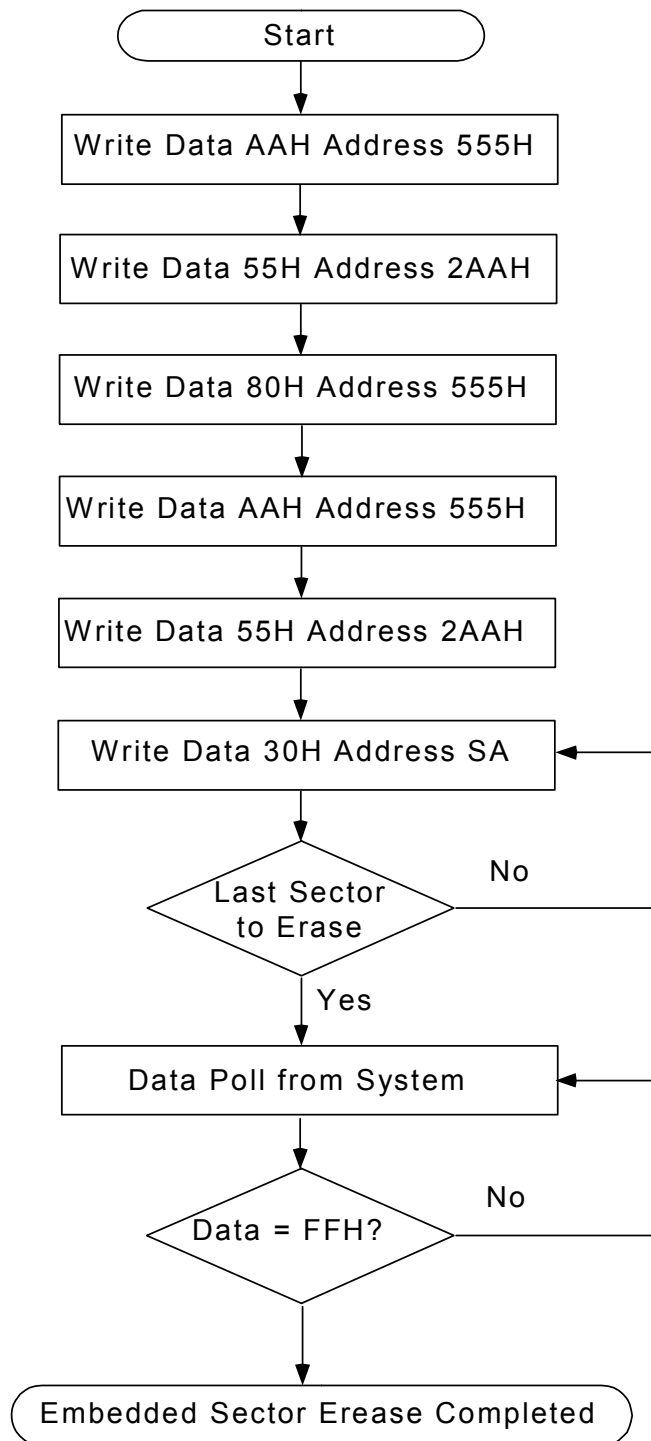 Start
Write Data AAH Address 555H
Write Data 55H Address 2AAH
Write Data 80H Address 555H
Write Data AAH Address 555H
Write Data 55H Address 2AAH
Write Data 30H Address SA
Last Sector
to Erase
No
Yes
Data Poll from System
Data = FFH?
No
Embedded Sector Erease Completed